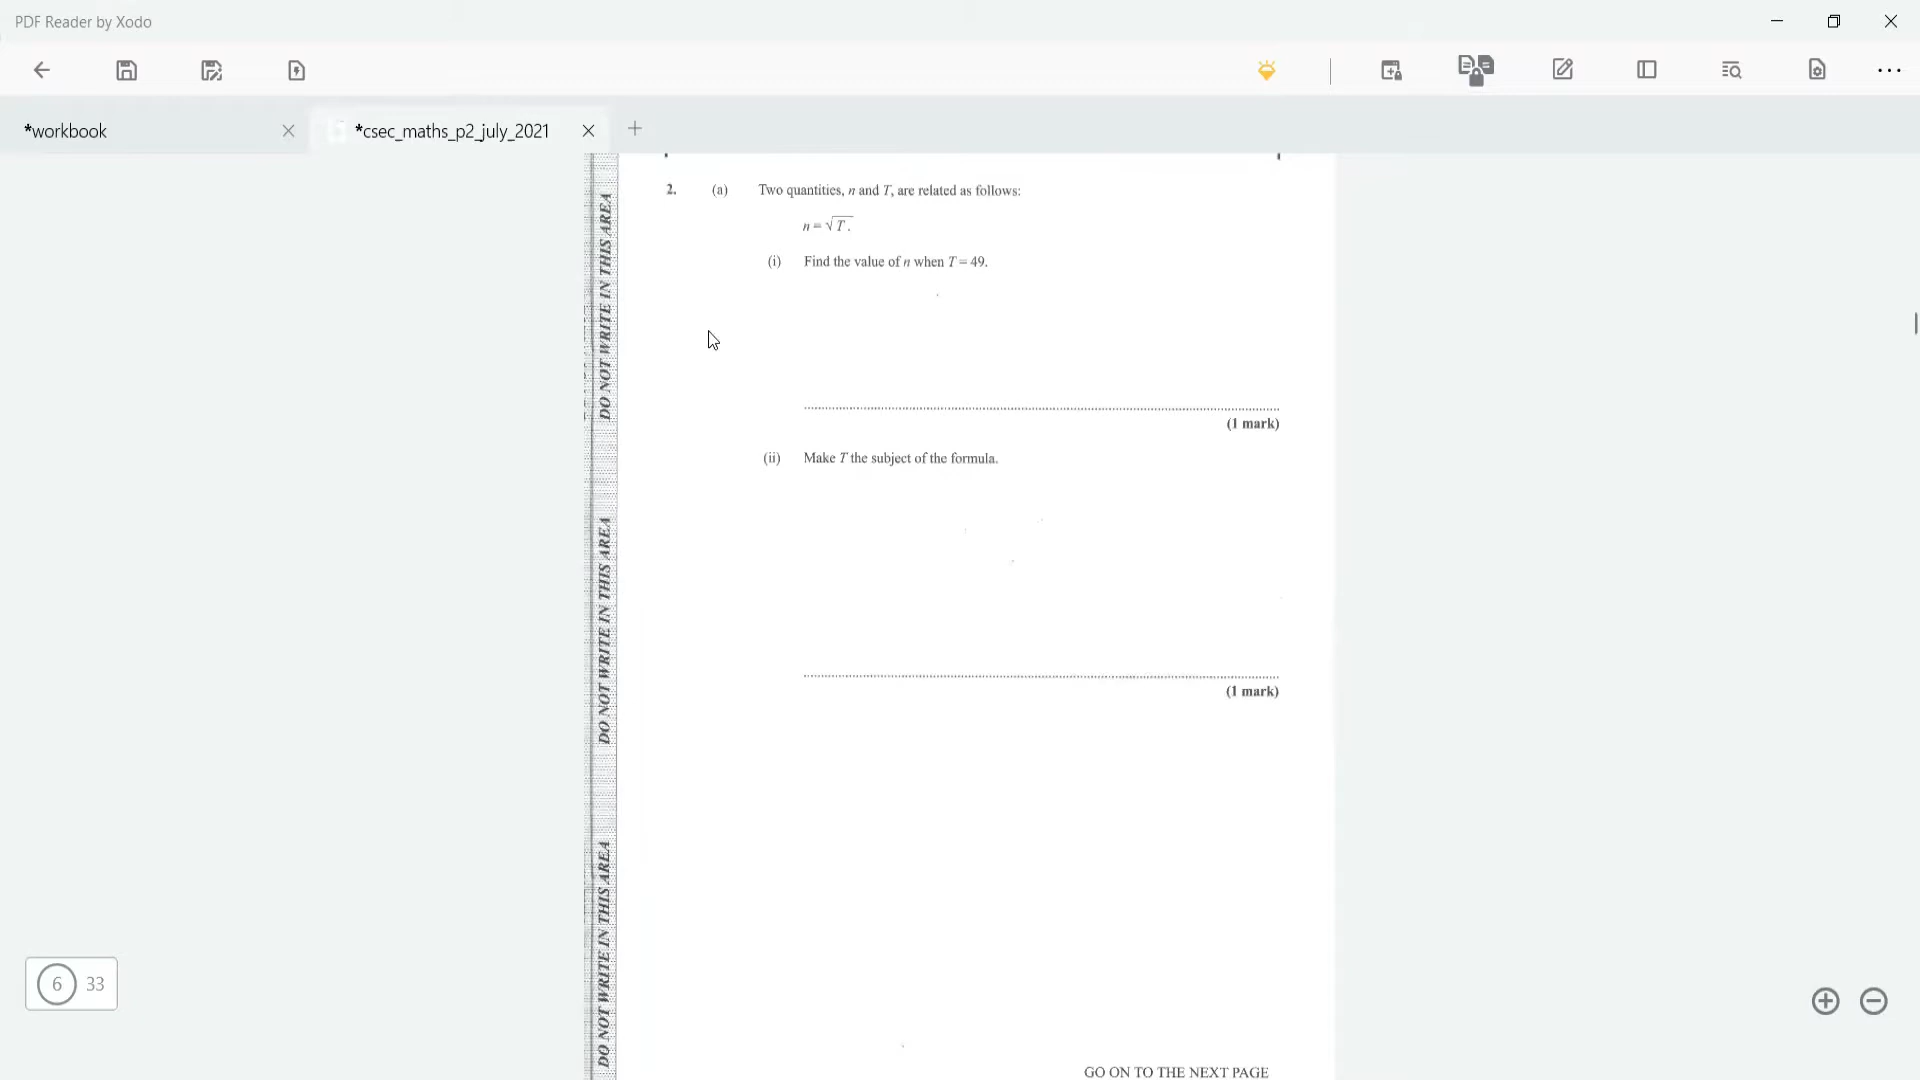 PDF Reader by Xodo
*workbook
*csec_maths_p2_july_2021
2. (a) Two quantities, n and T, are related as follows:
n = √T.
(i) Find the value of n when T = 49.
(1 mark)
(ii) Make T the subject of the formula.
(1 mark)
DO NOT WRITE IN THIS AREA
DO NOT WRITE IN THIS AREA
DO NOT WRITE IN THIS AREA
6 33
GO ON TO THE NEXT PAGE